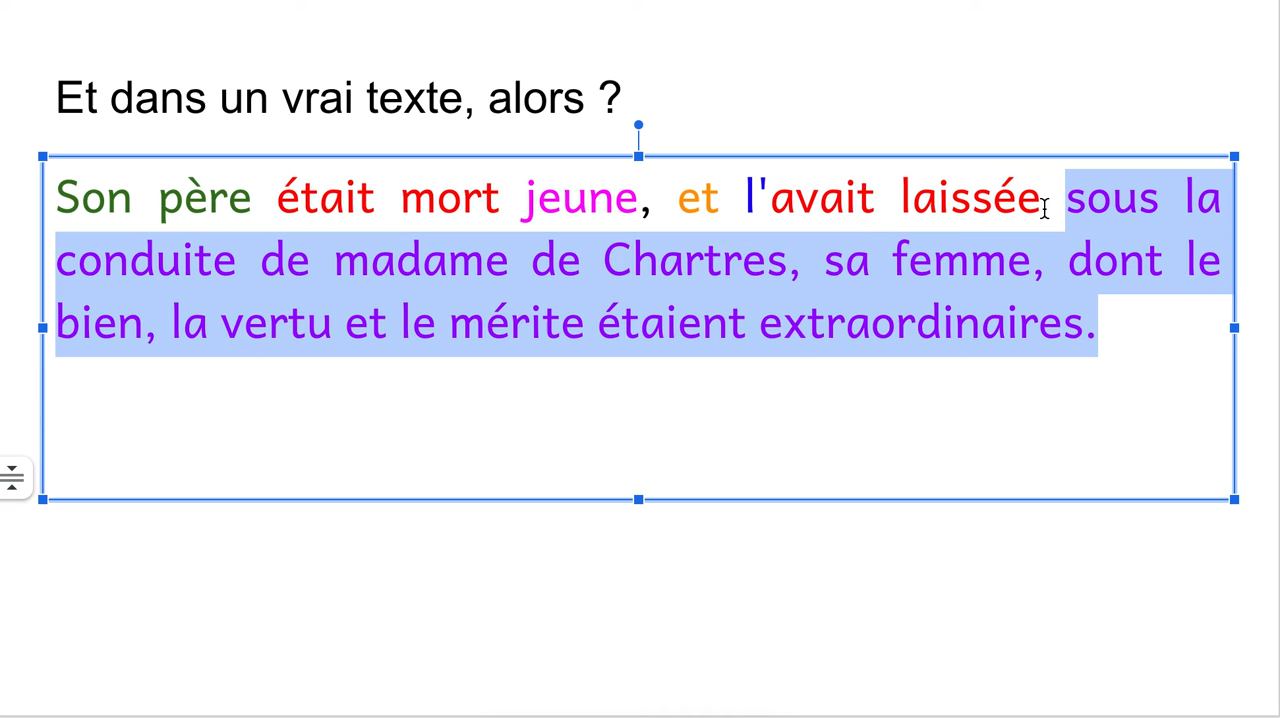 Et dans un vrai texte, alors ?
Son père était mort jeune, et l'avait laissée sous la
conduite de madame de Chartres, sa femme, dont le
bien, la vertu et le mérite étaient extraordinaires.